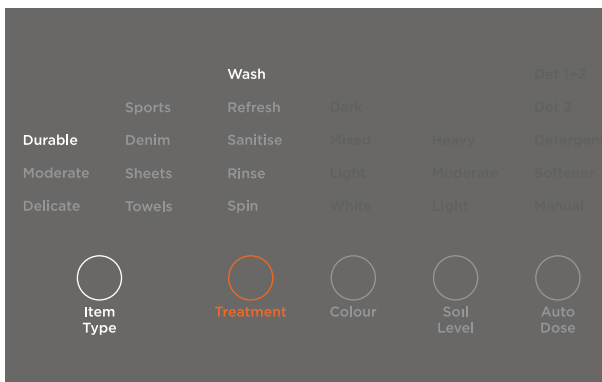 Wash
Det 1+2
Sports
Refresh
Dark
Det 2
Durable
Denim
Sanitise
Mixed
Heavy
Detergent
Moderate
Sheets
Rinse
Light
Moderate
Softener
Delicate
Towels
Spin
White
Light
Manual
Item
Type
Treatment
Colour
Soil
Level
Auto
Dose